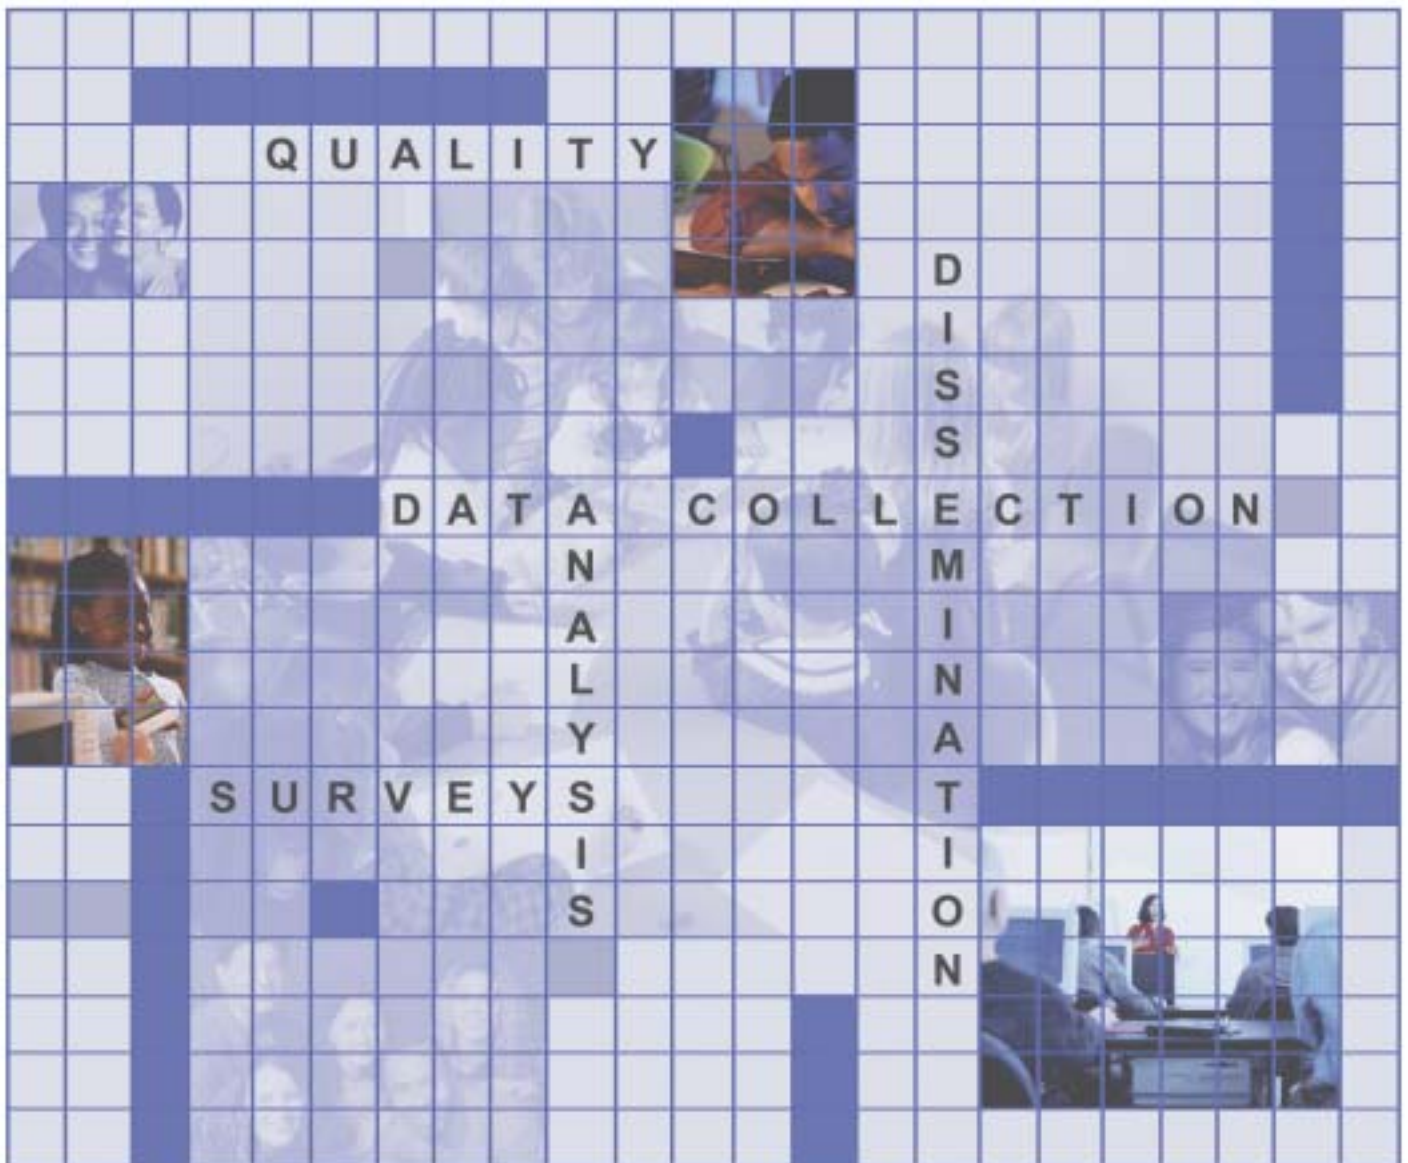 QUALITY
DISSEMINATION
DATA COLLECTION
ANALYSIS
SURVEYS